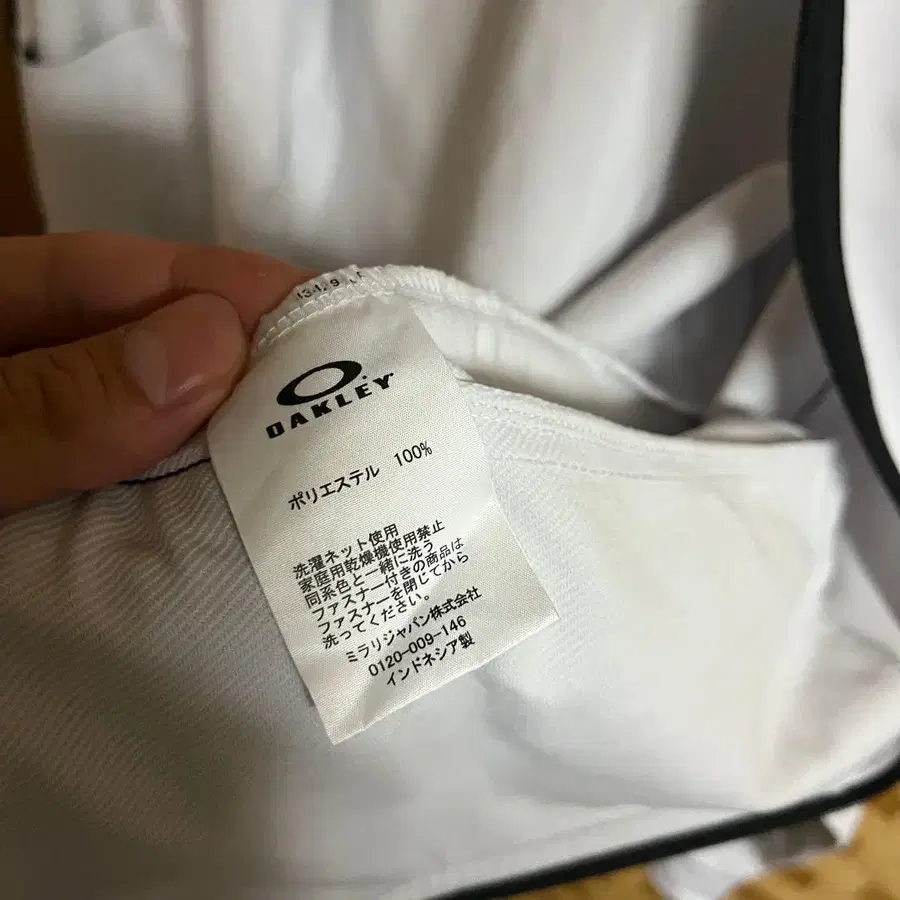 OAKLEY
ポリエステル 100%
洗濯ネット使用
家庭用乾燥機使用禁止
同系色と一緒に洗う
ファスナー付きの商品は
ファスナーを閉じてから
洗ってください。
ミラリジャパン株式会社
0120-009-146
インドネシア製